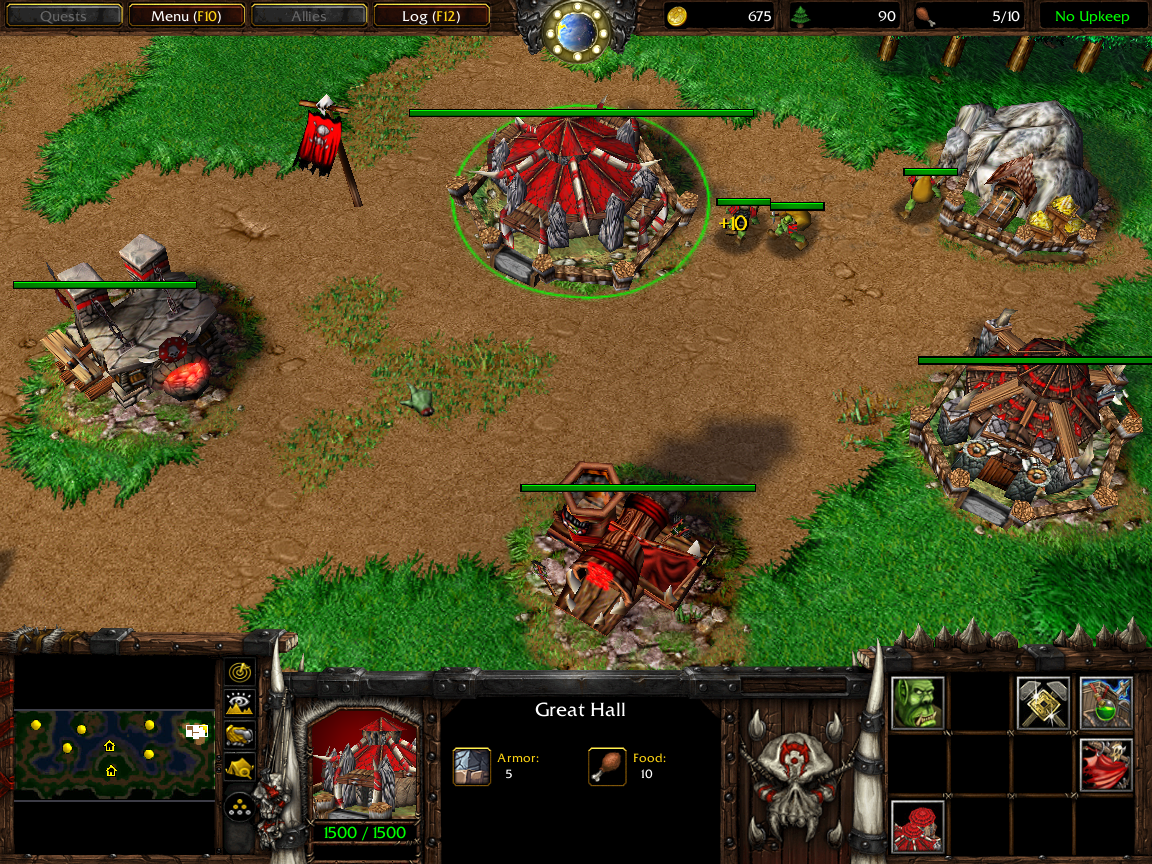 Quests
Menu (F10)
Allies
Log (F12)
675
90
5/10
No Upkeep
+10
Great Hall
Armor:
5
Food:
10
1500 / 1500